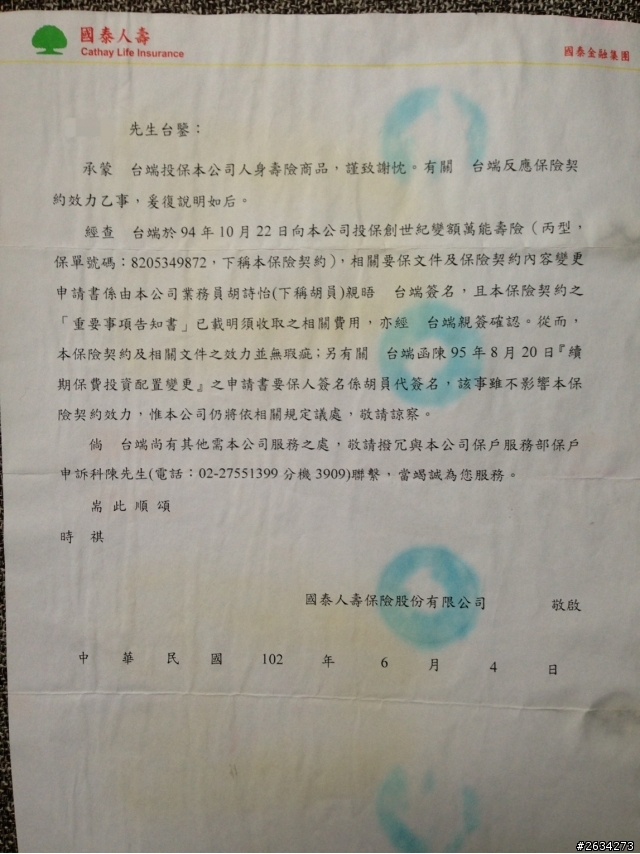 國泰人壽
Cathay Life Insurance
國泰金融集團
先生台鑒：
承蒙 台端投保本公司人身壽險商品，謹致謝忱。有關 台端反應保險契
約效力乙事，爰復說明如后。
經查 台端於 94 年 10 月 22 日向本公司投保創世紀變額萬能壽險（丙型，
保單號碼：8205349872，下稱本保險契約），相關要保文件及保險契約內容變更
申請書係由本公司業務員胡詩怡(下稱胡員)親晤 台端簽名，且本保險契約之
「重要事項告知書」已載明須收取之相關費用，亦經 台端親簽確認。從而，
本保險契約及相關文件之效力並無瑕疵；另有關 台端函陳 95 年 8 月 20 日『續
期保費投資配置變更』之申請書要保人簽名係胡員代簽名，該事雖不影響本保
險契約效力，惟本公司仍將依相關規定議處，敬請諒察。
倘 台端尚有其他需本公司服務之處，敬請撥冗與本公司保戶服務部保戶
申訴科陳先生(電話：02-27551399 分機 3909)聯繫，當竭誠為您服務。
耑 此 順 頌
時 祺
國泰人壽保險股份有限公司 敬啟
中 華 民 國 102 年 6 月 4 日
#2634273